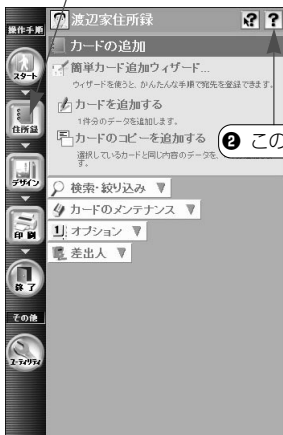 操作手順
スタート
住所録
デザイン
印刷
終了
その他
ユーティリティ
渡辺家住所録
カードの追加
簡単カード追加ウィザード...
ウィザードを使うと、かんたんな手順で宛先を登録できます。
カードを追加する
1件分のデータを追加します。
カードのコピーを追加する
選択しているカードと同じ内容のデータを、
す。
❷ この
検索・絞り込み ▼
カードのメンテナンス ▼
オプション ▼
差出人 ▼